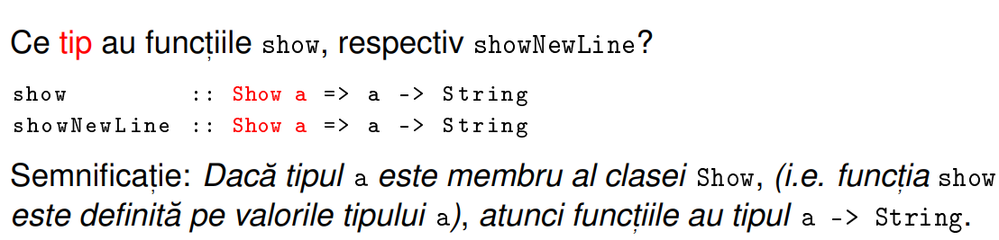 Ce tip au funcțiile show, respectiv showNewLine?
show :: Show a => a -> String
showNewLine :: Show a => a -> String
Semnificație: Dacă tipul a este membru al clasei Show, (i.e. funcția show
este definită pe valorile tipului a), atunci funcțiile au tipul a -> String.